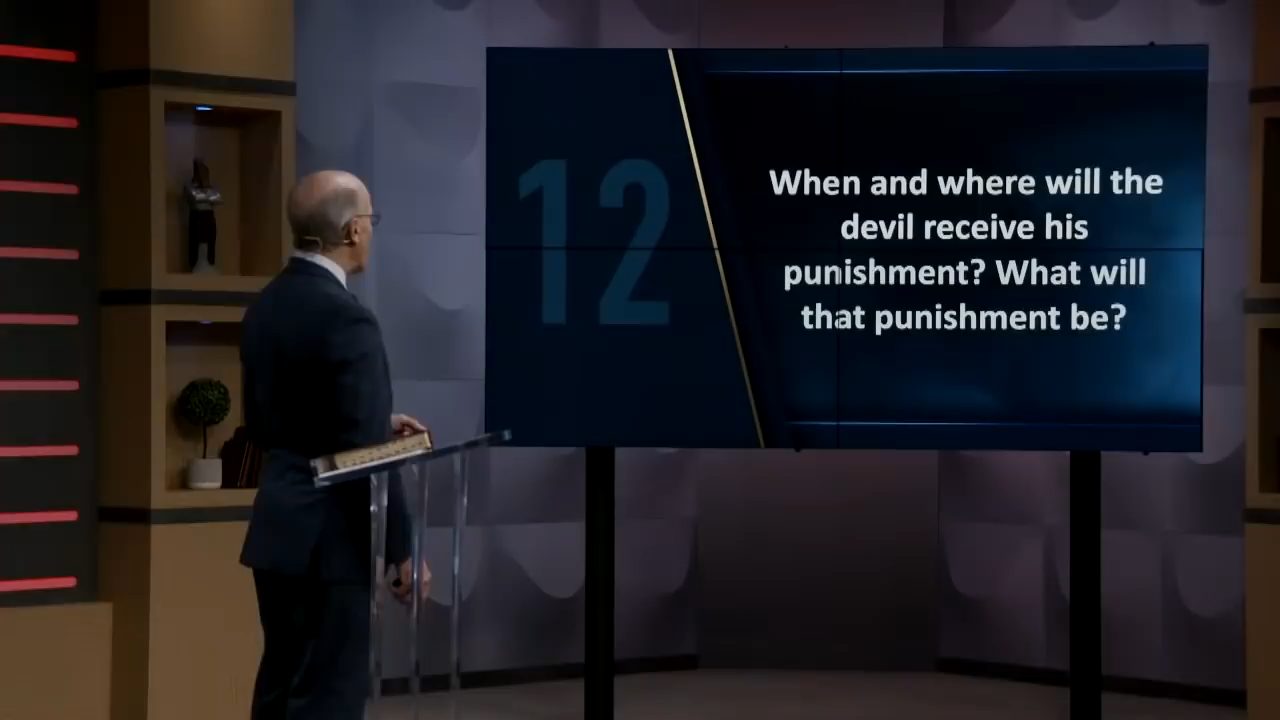 12
When and where will the
devil receive his
punishment? What will
that punishment be?